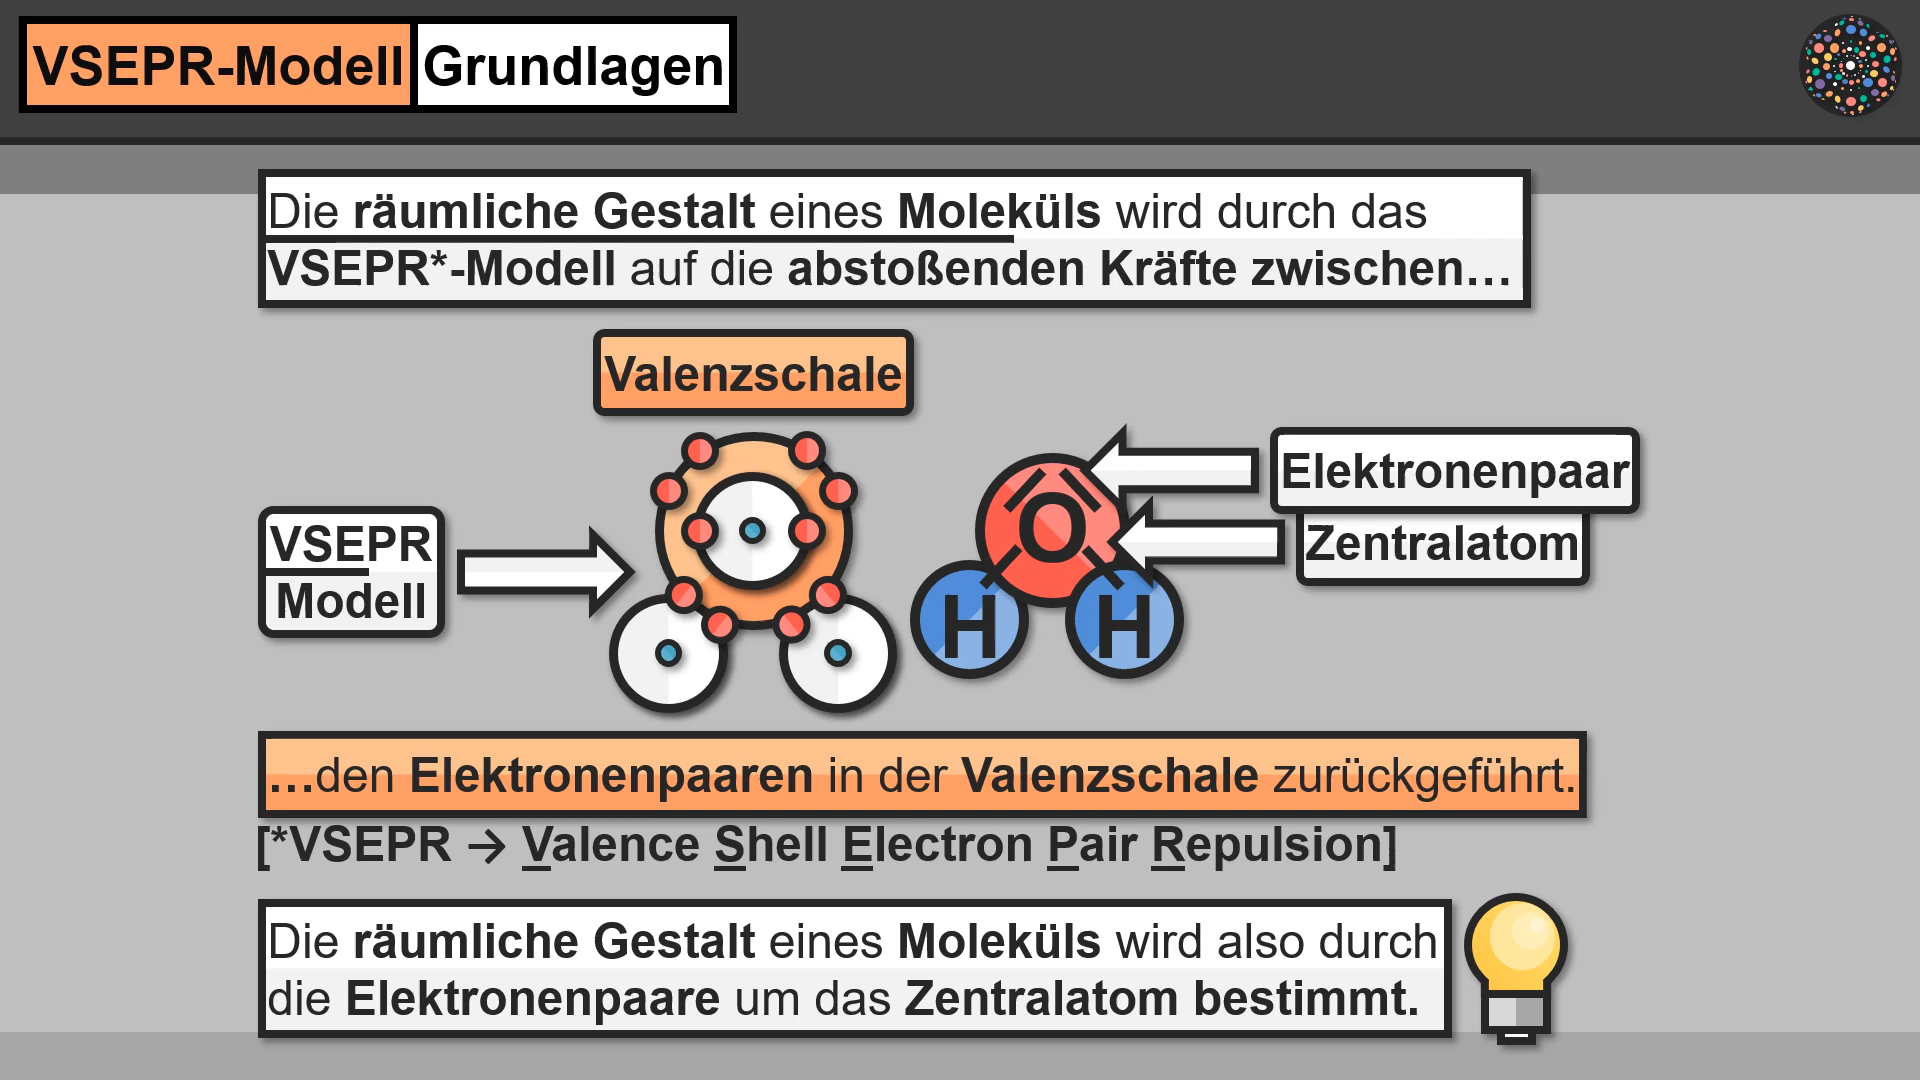 VSEPR-Modell Grundlagen
Die räumliche Gestalt eines Moleküls wird durch das
VSEPR*-Modell auf die abstoßenden Kräfte zwischen…
Valenzschale
Elektronenpaar
Zentralatom
VSEPR
Modell
O
H H
…den Elektronenpaaren in der Valenzschale zurückgeführt.
[*VSEPR → Valence Shell Electron Pair Repulsion]
Die räumliche Gestalt eines Moleküls wird also durch
die Elektronenpaare um das Zentralatom bestimmt.